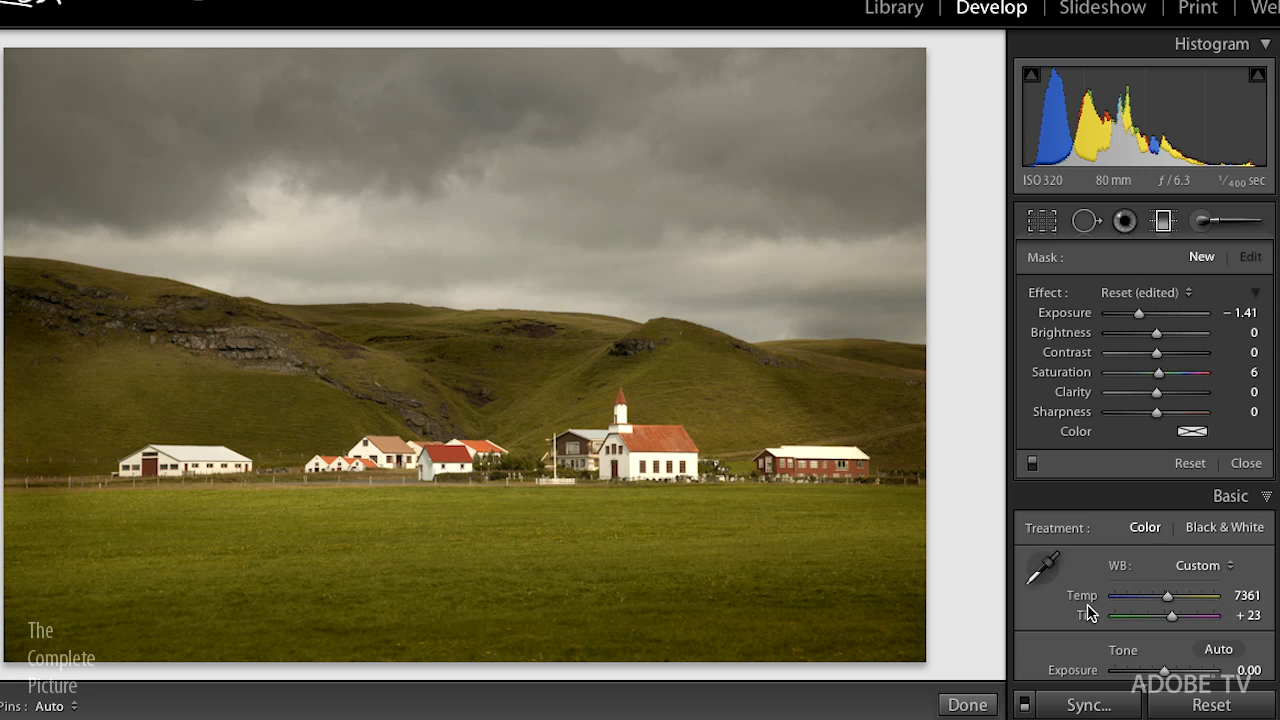 Library | Develop | Slideshow | Print |
Histogram
ISO 320 80 mm ƒ / 6.3 1/400 sec
Mask : New | Edit
Effect : Reset (edited)
Exposure − 1.41
Brightness 0
Contrast 0
Saturation 6
Clarity 0
Sharpness 0
Color
Reset Close
Basic
Treatment : Color | Black & White
WB : Custom
Temp 7361
+ 23
Tone Auto
Exposure 0.00
The
Complete
Picture
ADOBE® TV
Pins : Auto
Done
Sync...
Reset